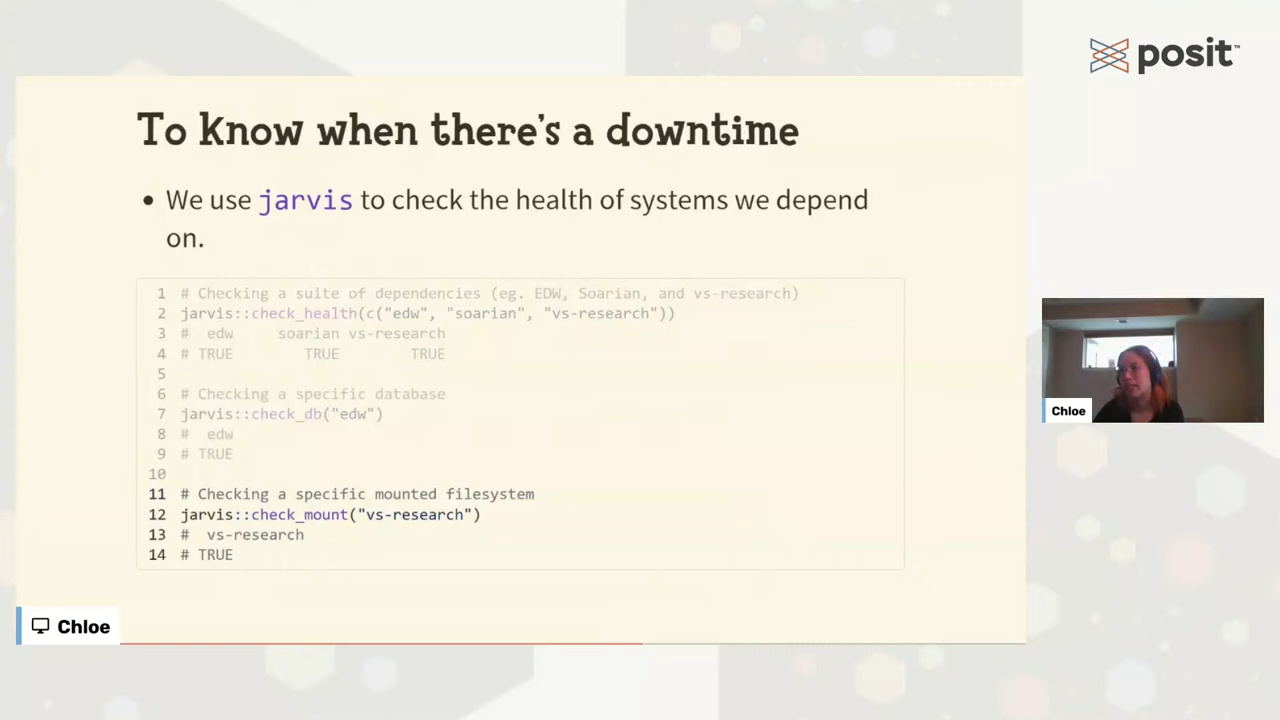 posit™
To know when there's a downtime
• We use jarvis to check the health of systems we depend
on.
1 # Checking a suite of dependencies (eg. EDW, Soarian, and vs-research)
2 jarvis::check_health(c("edw", "soarian", "vs-research"))
3 #  edw     soarian vs-research
4 # TRUE        TRUE        TRUE
5
6 # Checking a specific database
7 jarvis::check_db("edw")
8 #  edw
9 # TRUE
10
11 # Checking a specific mounted filesystem
12 jarvis::check_mount("vs-research")
13 #  vs-research
14 # TRUE
Chloe
Chloe